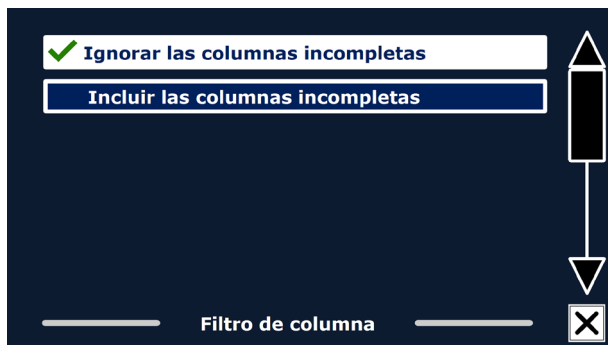 Ignorar las columnas incompletas
Incluir las columnas incompletas
Filtro de columna